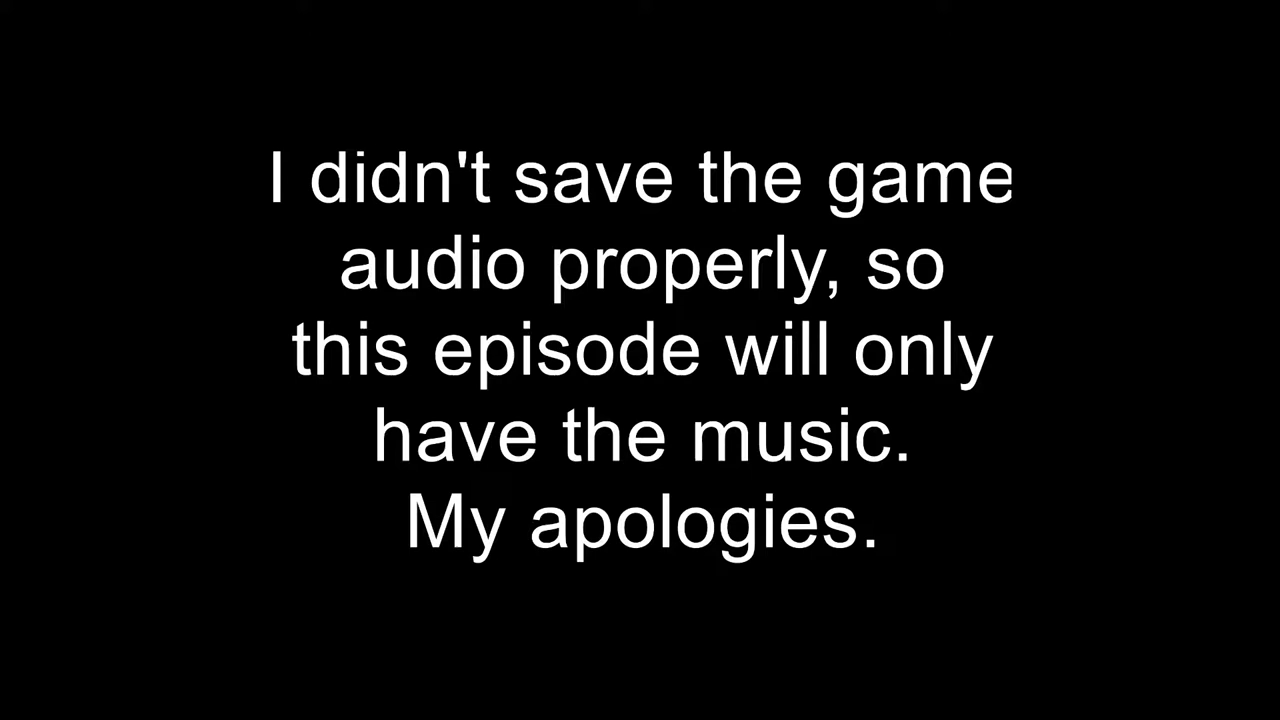 I didn't save the game
audio properly, so
this episode will only
have the music.
My apologies.